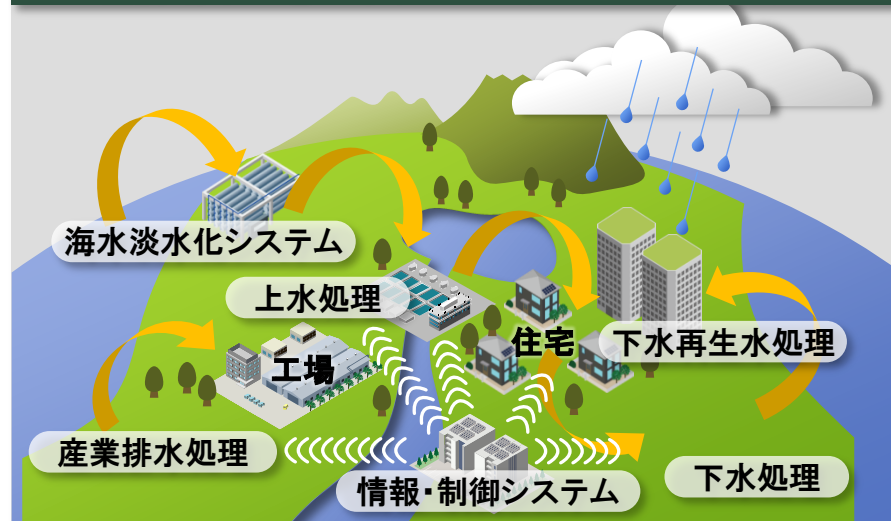 海水淡水化システム
上水処理
住宅
下水再生水処理
工場
産業排水処理
情報・制御システム
下水処理